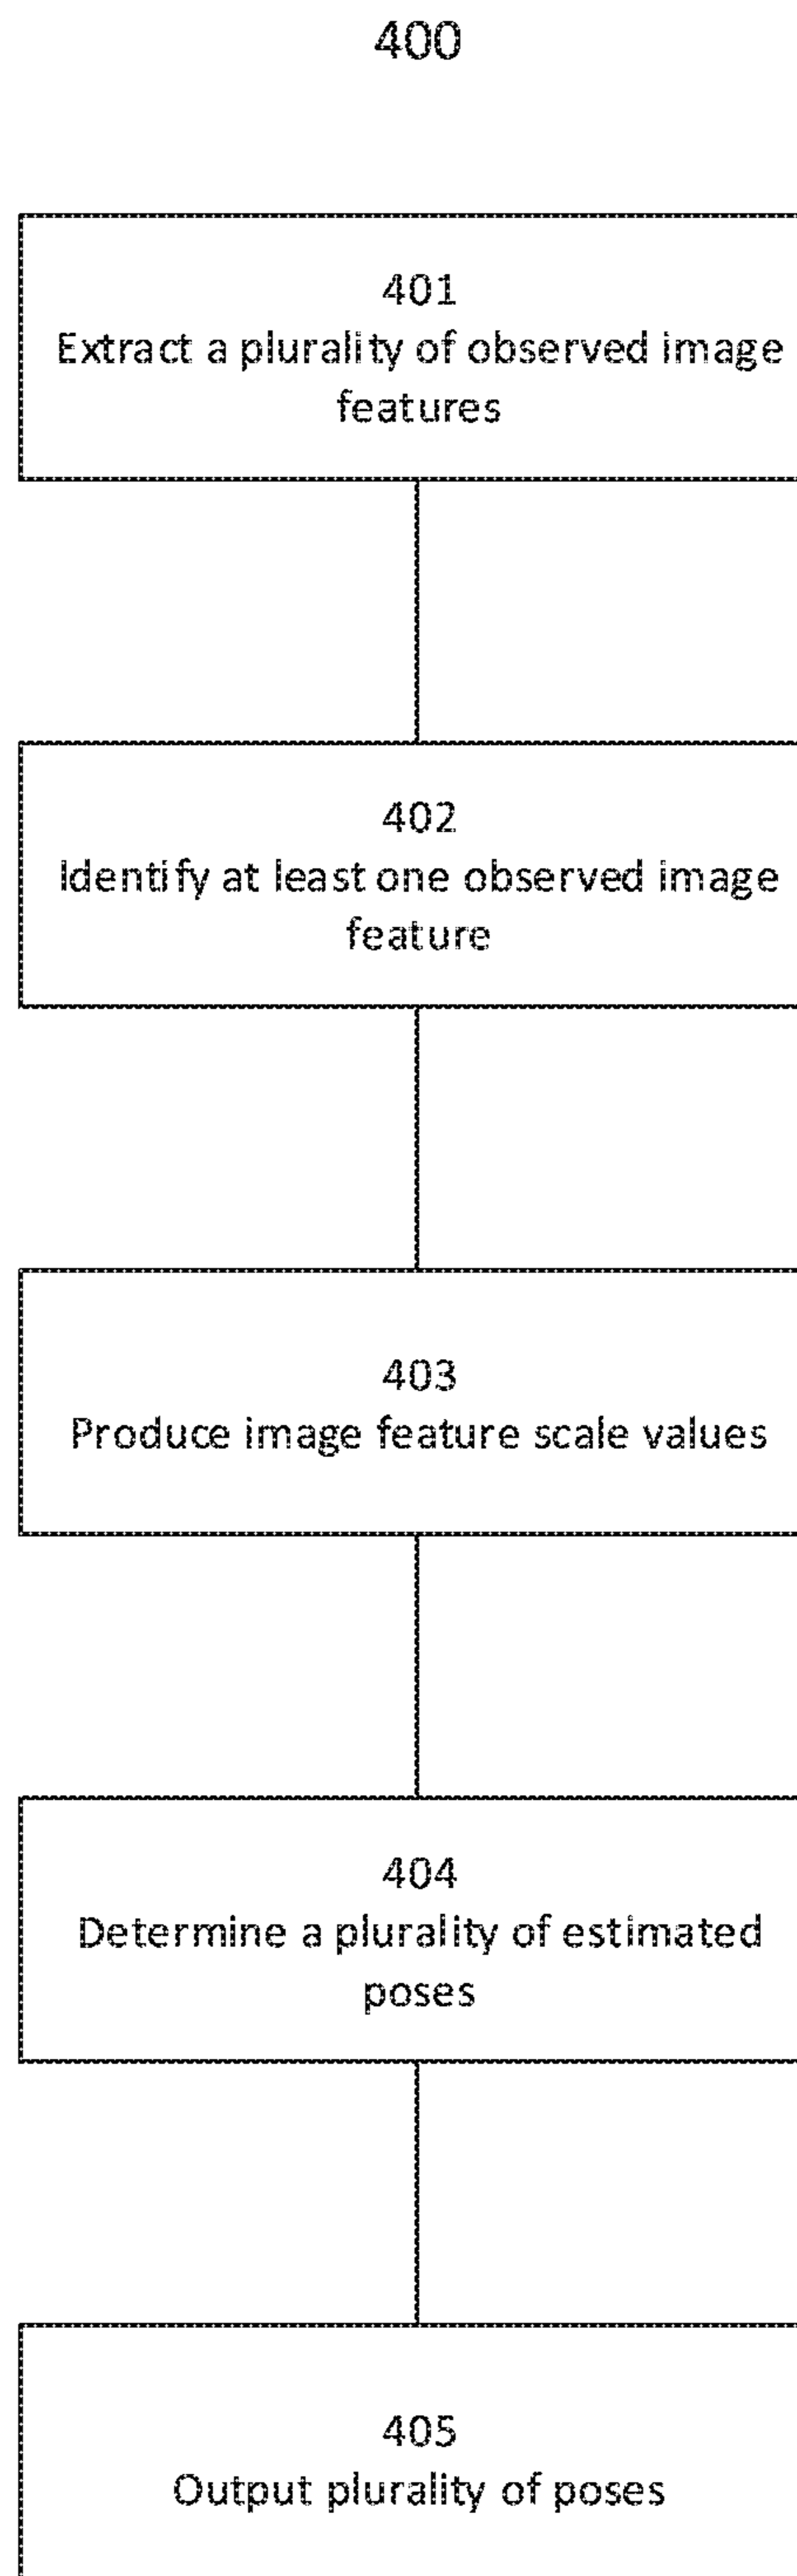 400
401
Extract a plurality of observed image
features
402
Identify at least one observed image
feature
403
Produce image feature scale values
404
Determine a plurality of estimated
poses
405
Output plurality of poses